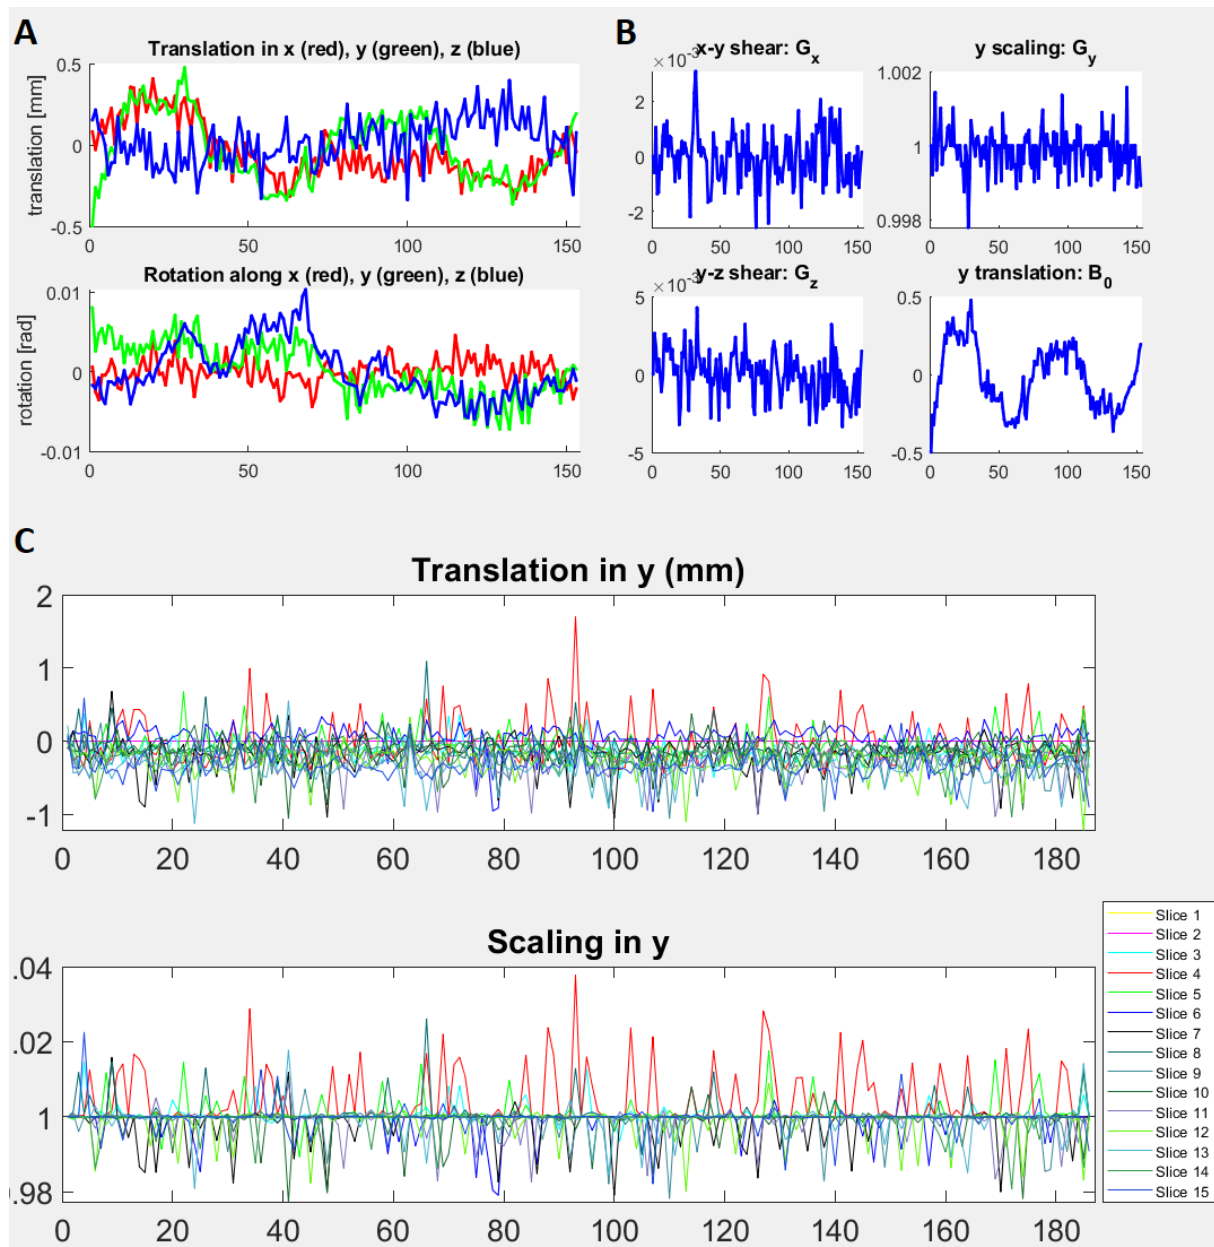 A
Translation in x (red), y (green), z (blue)
translation [mm]
0.5
0
-0.5
0
50
100
150
Rotation along x (red), y (green), z (blue)
rotation [rad]
0.01
0
-0.01
0
50
100
150
B
x-y shear: Gx
×10-3
2
0
-2
0
50
100
150
y scaling: Gy
1.002
1
0.998
0
50
100
150
y-z shear: Gz
×10-3
5
0
-5
0
50
100
150
y translation: B0
0.5
0
-0.5
0
50
100
150
C
Translation in y (mm)
2
1
0
-1
0 20 40 60 80 100 120 140 160 180
Scaling in y
.04
.02
1
.98
0 20 40 60 80 100 120 140 160 180
Slice 1
Slice 2
Slice 3
Slice 4
Slice 5
Slice 6
Slice 7
Slice 8
Slice 9
Slice 10
Slice 11
Slice 12
Slice 13
Slice 14
Slice 15